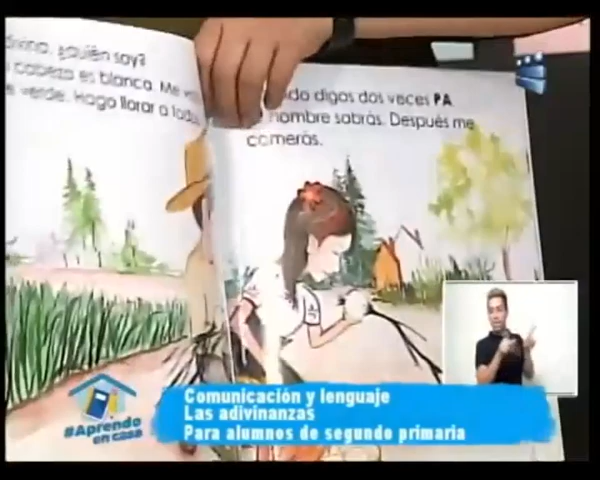 ¿quién soy?
cabeza es blanca. Me
verde. Hago llorar a todos
digas dos veces PA
nombre sabrás. Después me
comerás.
#Aprendo
en casa
Comunicación y lenguaje
Las adivinanzas
Para alumnos de segundo primaria